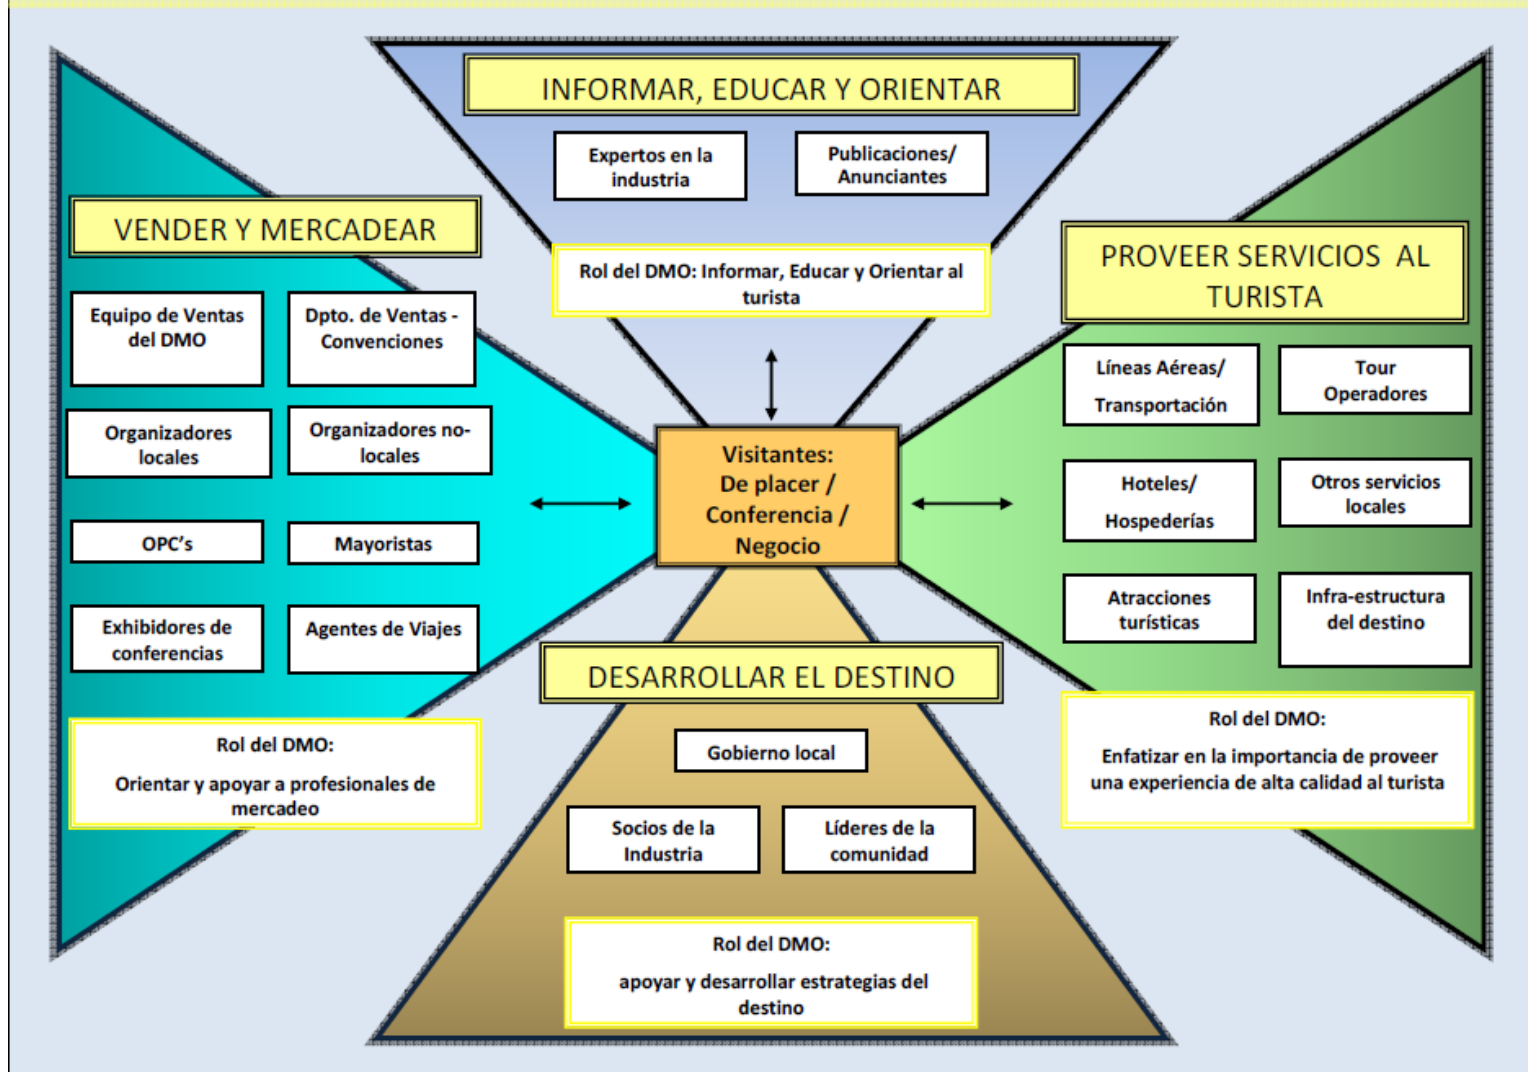 INFORMAR, EDUCAR Y ORIENTAR
Expertos en la
industria
Publicaciones/
Anunciantes
Rol del DMO: Informar, Educar y Orientar al
turista
VENDER Y MERCADEAR
Equipo de Ventas
del DMO
Dpto. de Ventas -
Convenciones
Organizadores
locales
Organizadores no-
locales
OPC's
Mayoristas
Exhibidores de
conferencias
Agentes de Viajes
Rol del DMO:
Orientar y apoyar a profesionales de
mercadeo
Visitantes:
De placer /
Conferencia /
Negocio
PROVEER SERVICIOS AL
TURISTA
Líneas Aéreas/
Transportación
Tour
Operadores
Hoteles/
Hospederías
Otros servicios
locales
Atracciones
turísticas
Infra-estructura
del destino
Rol del DMO:
Enfatizar en la importancia de proveer
una experiencia de alta calidad al turista
DESARROLLAR EL DESTINO
Gobierno local
Socios de la
Industria
Líderes de la
comunidad
Rol del DMO:
apoyar y desarrollar estrategias del
destino